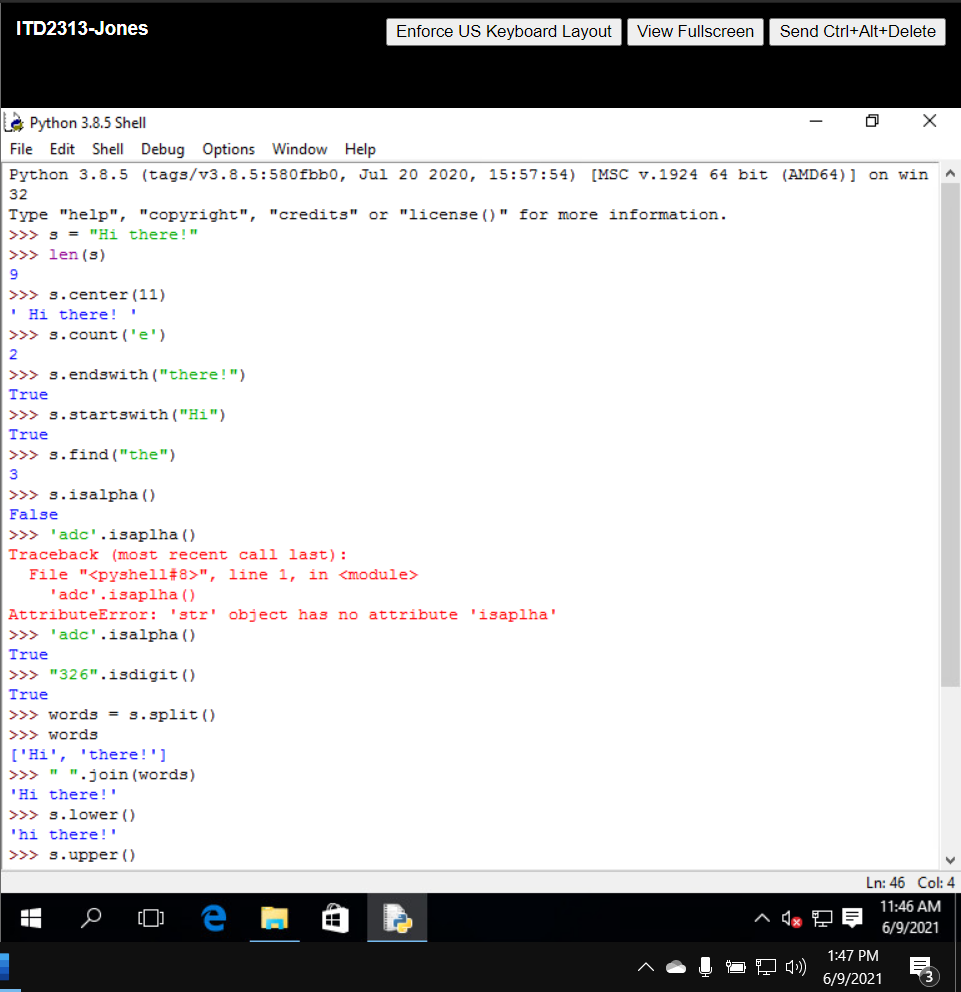 ITD2313-Jones
Enforce US Keyboard Layout View Fullscreen Send Ctrl+Alt+Delete
Python 3.8.5 Shell
File Edit Shell Debug Options Window Help
Python 3.8.5 (tags/v3.8.5:580fbb0, Jul 20 2020, 15:57:54) [MSC v.1924 64 bit (AMD64)] on win
32
Type "help", "copyright", "credits" or "license()" for more information.
>>> s = "Hi there!"
>>> len(s)
9
>>> s.center(11)
' Hi there! '
>>> s.count('e')
2
>>> s.endswith("there!")
True
>>> s.startswith("Hi")
True
>>> s.find("the")
3
>>> s.isalpha()
False
>>> 'adc'.isaplha()
Traceback (most recent call last):
  File "<pyshell#8>", line 1, in <module>
    'adc'.isaplha()
AttributeError: 'str' object has no attribute 'isaplha'
>>> 'adc'.isalpha()
True
>>> "326".isdigit()
True
>>> words = s.split()
>>> words
['Hi', 'there!']
>>> " ".join(words)
'Hi there!'
>>> s.lower()
'hi there!'
>>> s.upper()
Ln: 46 Col: 4
11:46 AM
6/9/2021
1:47 PM
6/9/2021
3